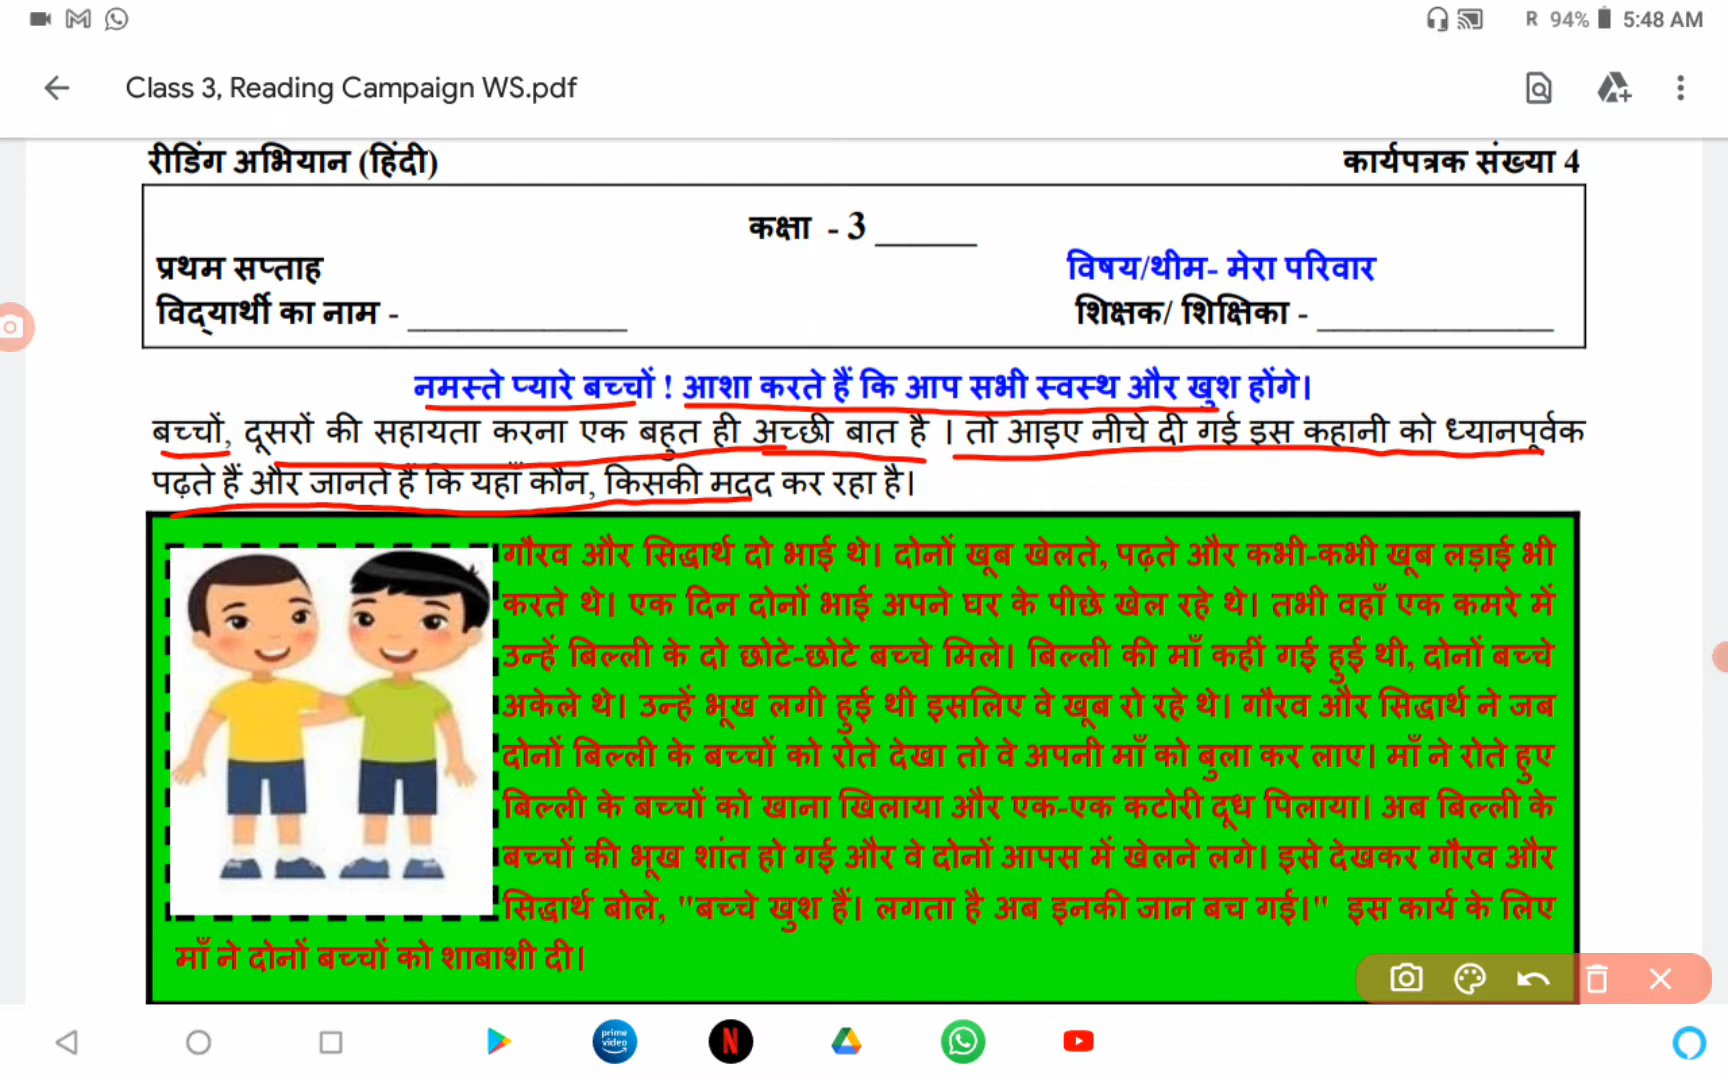 R 94% 5:48 AM
Class 3, Reading Campaign WS.pdf
रीडिंग अभियान (हिंदी) कार्यपत्रक संख्या 4
कक्षा - 3 ______
प्रथम सप्ताह विषय/थीम- मेरा परिवार
विद्यार्थी का नाम - ______________ शिक्षक/ शिक्षिका - _______________
नमस्ते प्यारे बच्चों ! आशा करते हैं कि आप सभी स्वस्थ और खुश होंगे।
बच्चों, दूसरों की सहायता करना एक बहुत ही अच्छी बात है । तो आइए नीचे दी गई इस कहानी को ध्यानपूर्वक
पढ़ते हैं और जानते हैं कि यहाँ कौन, किसकी मदद कर रहा है।
गौरव और सिद्धार्थ दो भाई थे। दोनों खूब खेलते, पढ़ते और कभी-कभी खूब लड़ाई भी
करते थे। एक दिन दोनों भाई अपने घर के पीछे खेल रहे थे। तभी वहाँ एक कमरे में
उन्हें बिल्ली के दो छोटे-छोटे बच्चे मिले। बिल्ली की माँ कहीं गई हुई थी, दोनों बच्चे
अकेले थे। उन्हें भूख लगी हुई थी इसलिए वे खूब रो रहे थे। गौरव और सिद्धार्थ ने जब
दोनों बिल्ली के बच्चों को रोते देखा तो वे अपनी माँ को बुला कर लाए। माँ ने रोते हुए
बिल्ली के बच्चों को खाना खिलाया और एक-एक कटोरी दूध पिलाया। अब बिल्ली के
बच्चों की भूख शांत हो गई और वे दोनों आपस में खेलने लगे। इसे देखकर गौरव और
सिद्धार्थ बोले, "बच्चे खुश हैं। लगता है अब इनकी जान बच गई।" इस कार्य के लिए
माँ ने दोनों बच्चों को शाबाशी दी।
prime video
N